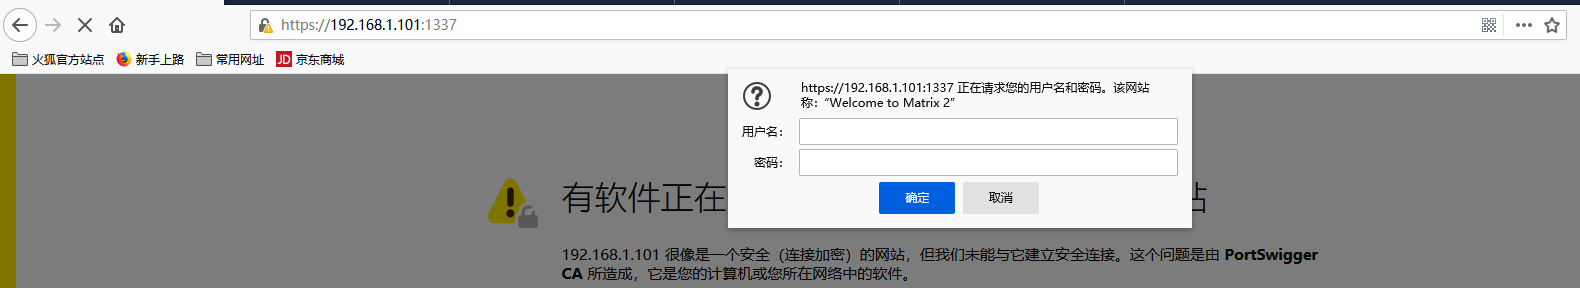 https://192.168.1.101:1337
火狐官方站点 新手上路 常用网址 JD 京东商城
https://192.168.1.101:1337 正在请求您的用户名和密码。该网站
称：“Welcome to Matrix 2”
用户名：
密码：
确定 取消
有软件正在
站
192.168.1.101 很像是一个安全（连接加密）的网站，但我们未能与它建立安全连接。这个问题是由 PortSwigger
CA 所造成，它是您的计算机或您所在网络中的软件。